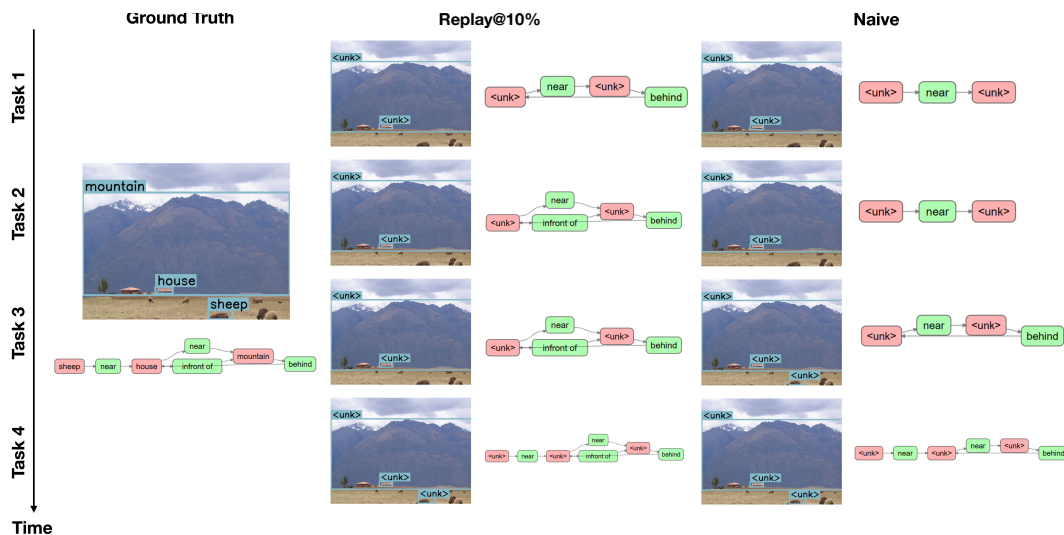 Ground Truth
Replay@10%
Naive
Task 1
<unk>
<unk>
<unk>
near
<unk>
behind
<unk>
<unk>
<unk>
near
<unk>
Task 2
<unk>
<unk>
<unk>
near
infront of
<unk>
behind
<unk>
<unk>
<unk>
near
<unk>
mountain
house
sheep
Task 3
<unk>
<unk>
<unk>
near
infront of
<unk>
behind
<unk>
<unk>
<unk>
near
<unk>
behind
sheep
near
house
near
infront of
mountain
behind
Task 4
<unk>
<unk>
<unk>
<unk>
near
<unk>
near
infront of
<unk>
behind
<unk>
<unk>
<unk>
<unk>
near
<unk>
near
<unk>
behind
Time